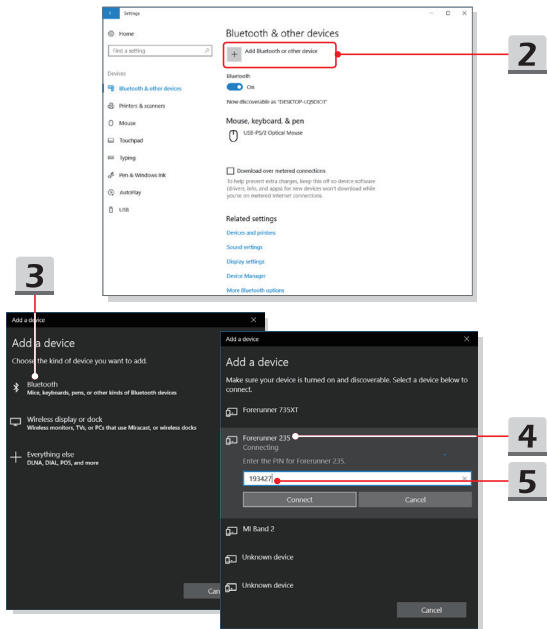 Settings
Home
Find a setting
Devices
Bluetooth & other devices
Printers & scanners
Mouse
Touchpad
Typing
Pen & Windows Ink
AutoPlay
USB
Bluetooth & other devices
Add Bluetooth or other device
2
Bluetooth
On
Now discoverable as "DESKTOP-LQSDIOT"
Mouse, keyboard, & pen
USB-PS/2 Optical Mouse
Download over metered connections
To help prevent extra charges, keep this off so device software
(drivers, info, and apps) for new devices won't download while
you're on metered Internet connections.
Related settings
Devices and printers
Sound settings
Display settings
Device Manager
More Bluetooth options
3
Add a device
Add a device
Choose the kind of device you want to add.
Bluetooth
Mice, keyboards, pens, or other kinds of Bluetooth devices
Wireless display or dock
Wireless monitors, TVs, or PCs that use Miracast, or wireless docks
Everything else
DLNA, DIAL, POS, and more
Can
Add a device
Add a device
Make sure your device is turned on and discoverable. Select a device below to
connect.
Forerunner 735XT
Forerunner 235
4
Connecting
Enter the PIN for Forerunner 235.
193427
5
Connect
Cancel
MI Band 2
Unknown device
Unknown device
Cancel